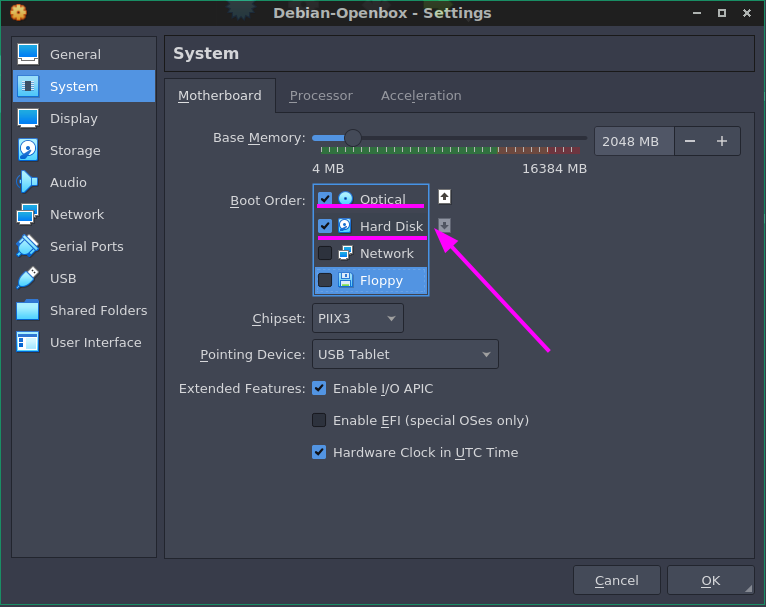 Debian-Openbox - Settings
General
System
Display
Storage
Audio
Network
Serial Ports
USB
Shared Folders
User Interface
System
Motherboard Processor Acceleration
Base Memory: 2048 MB
4 MB 16384 MB
Boot Order: Optical
Hard Disk
Network
Floppy
Chipset: PIIX3
Pointing Device: USB Tablet
Extended Features: Enable I/O APIC
Enable EFI (special OSes only)
Hardware Clock in UTC Time
Cancel OK